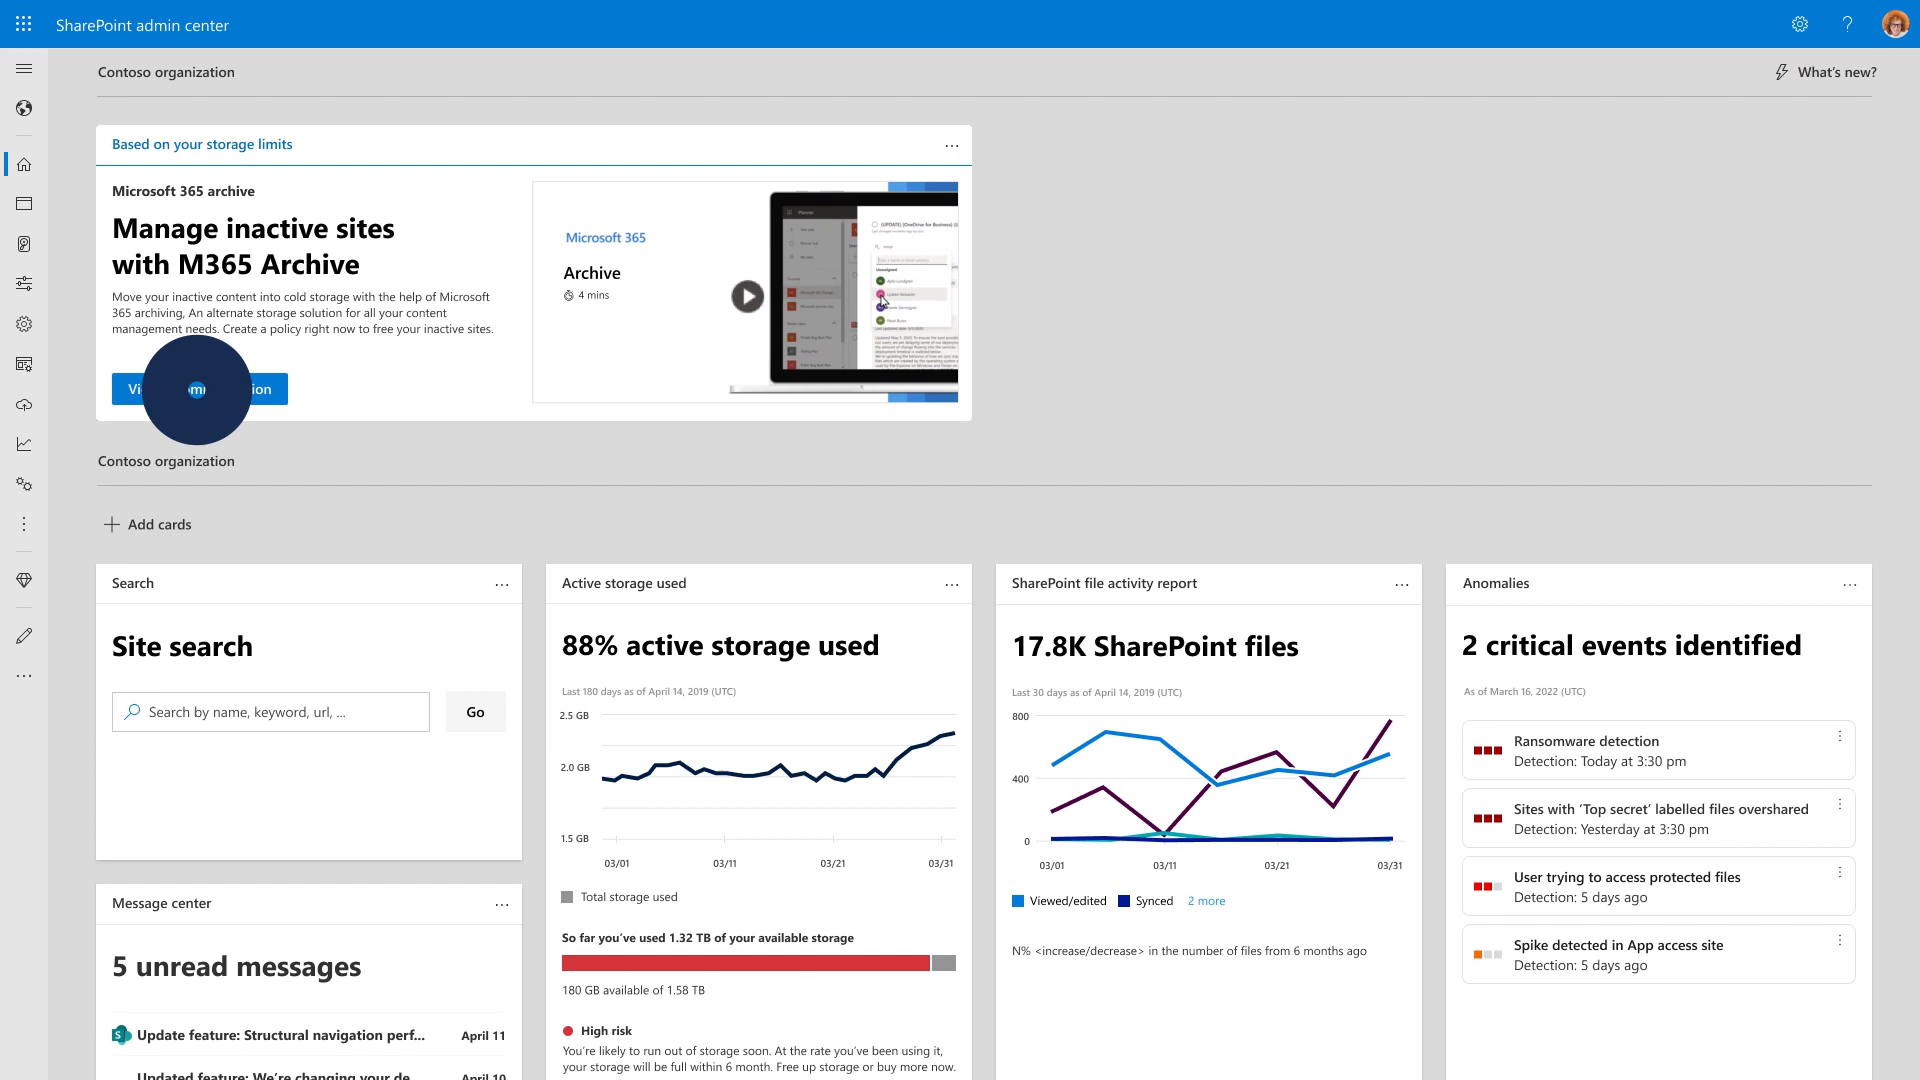 SharePoint admin center
Contoso organization
What's new?
Based on your storage limits
Microsoft 365 archive
Manage inactive sites
with M365 Archive
Move your inactive content into cold storage with the help of Microsoft
365 archiving, An alternate storage solution for all your content
management needs. Create a policy right now to free your inactive sites.
Microsoft 365
Archive
4 mins
Planner
(UPDATE) (OneDrive for Business)
Unassigned
Contoso organization
Add cards
Search
Site search
Search by name, keyword, url, ...
Go
Message center
5 unread messages
Update feature: Structural navigation perf...
April 11
Updated feature: We're changing your de...
April 10
Active storage used
88% active storage used
Last 180 days as of April 14, 2019 (UTC)
2.5 GB
2.0 GB
1.5 GB
03/01
03/11
03/21
03/31
Total storage used
So far you've used 1.32 TB of your available storage
180 GB available of 1.58 TB
High risk
You're likely to run out of storage soon. At the rate you've been using it,
your storage will be full within 6 month. Free up storage or buy more now.
SharePoint file activity report
17.8K SharePoint files
Last 30 days as of April 14, 2019 (UTC)
800
400
0
03/01
03/11
03/21
03/31
Viewed/edited
Synced
2 more
N% <increase/decrease> in the number of files from 6 months ago
Anomalies
2 critical events identified
As of March 16, 2022 (UTC)
Ransomware detection
Detection: Today at 3:30 pm
Sites with ‘Top secret’ labelled files overshared
Detection: Yesterday at 3:30 pm
User trying to access protected files
Detection: 5 days ago
Spike detected in App access site
Detection: 5 days ago